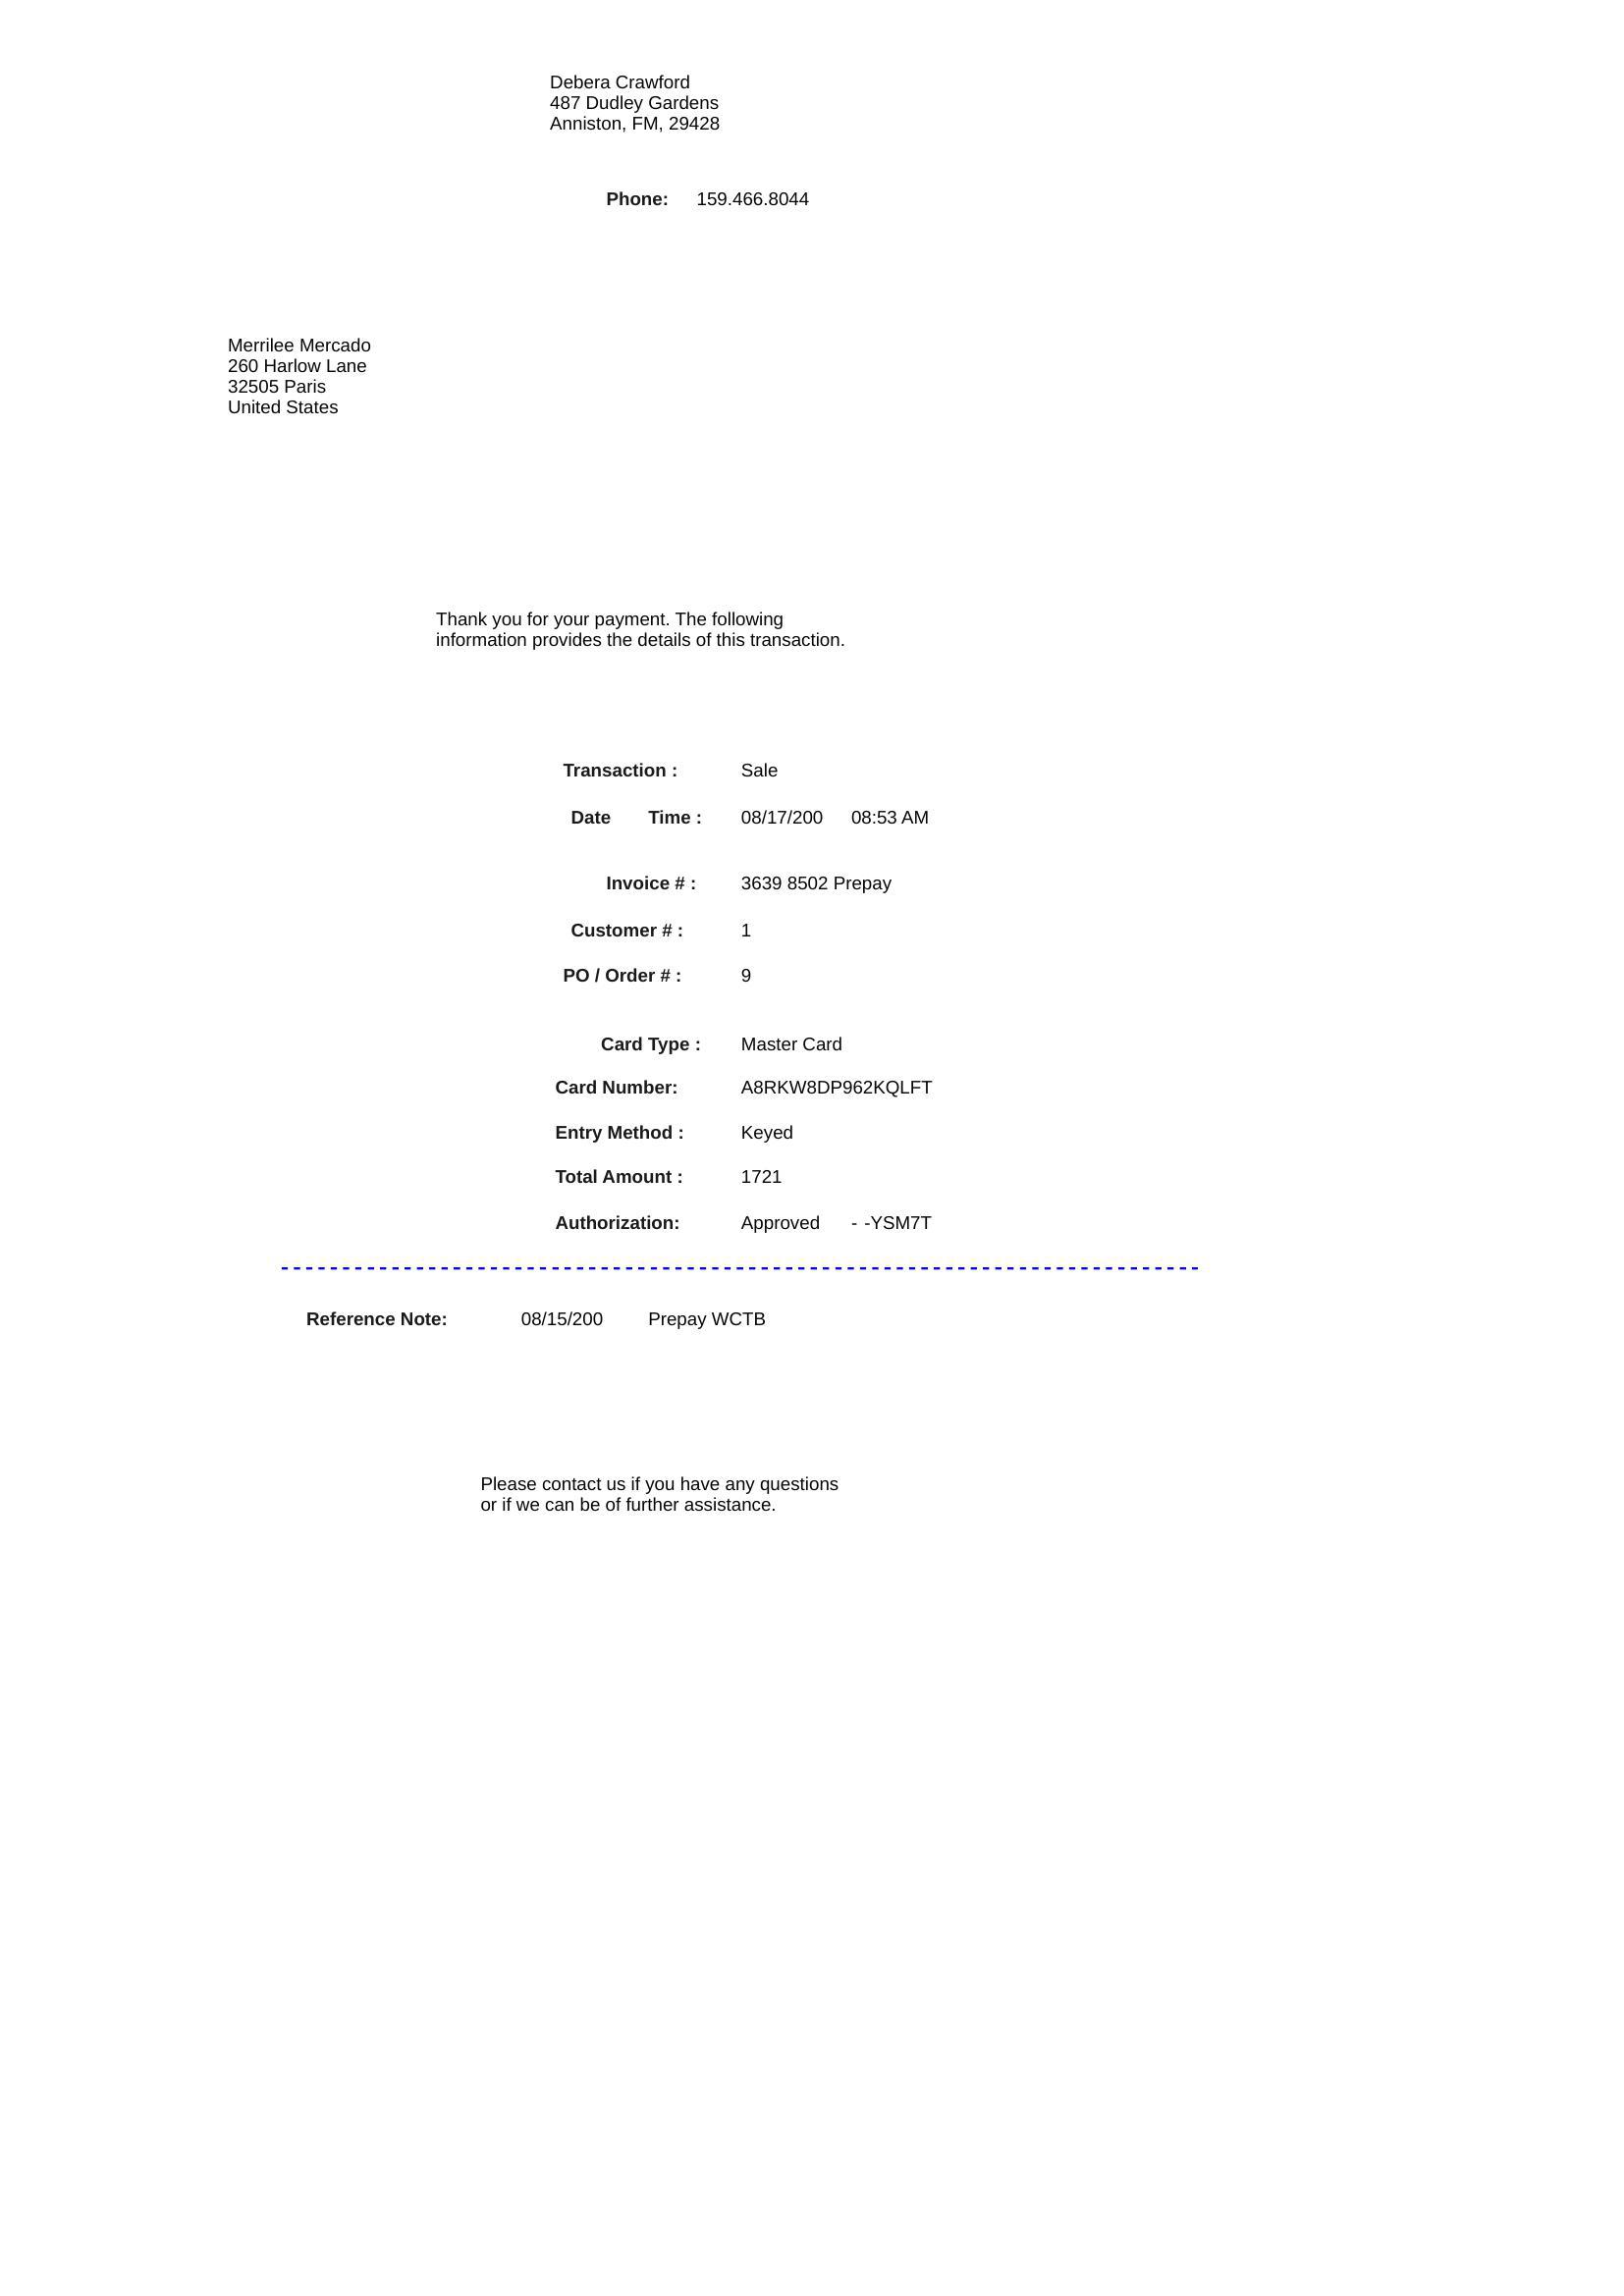 Debera Crawford
487 Dudley Gardens
Anniston, FM, 29428
Phone: 159.466.8044
Merrilee Mercado
260 Harlow Lane
32505 Paris
United States
Thank you for your payment. The following
information provides the details of this transaction.
Transaction : Sale
Date Time : 08/17/200 08:53 AM
Invoice # : 3639 8502 Prepay
Customer # : 1
PO / Order # : 9
Card Type : Master Card
Card Number: A8RKW8DP962KQLFT
Entry Method : Keyed
Total Amount : 1721
Authorization: Approved - -YSM7T
Reference Note: 08/15/200 Prepay WCTB
Please contact us if you have any questions
or if we can be of further assistance.